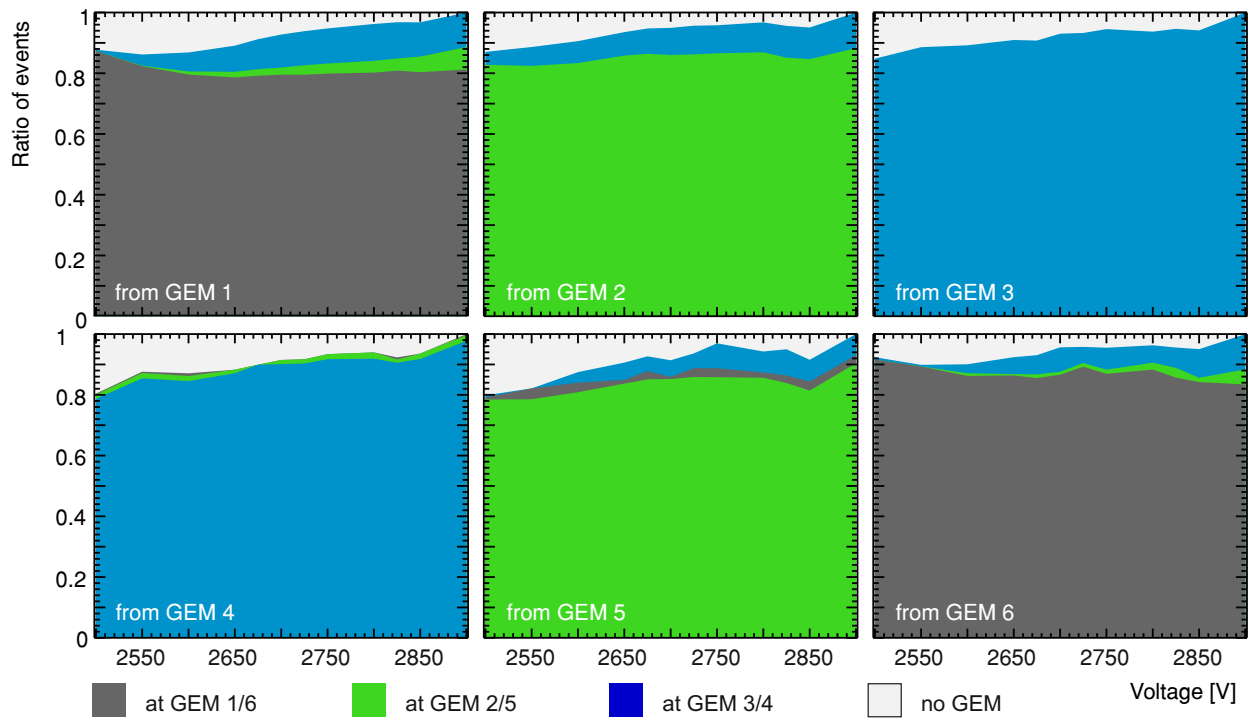 Ratio of events
1
0.8
0.6
0.4
0.2
0
from GEM 1
from GEM 2
from GEM 3
1
0.8
0.6
0.4
0.2
0
from GEM 4
from GEM 5
from GEM 6
2550 2650 2750 2850
2550 2650 2750 2850
2550 2650 2750 2850
Voltage [V]
at GEM 1/6
at GEM 2/5
at GEM 3/4
no GEM